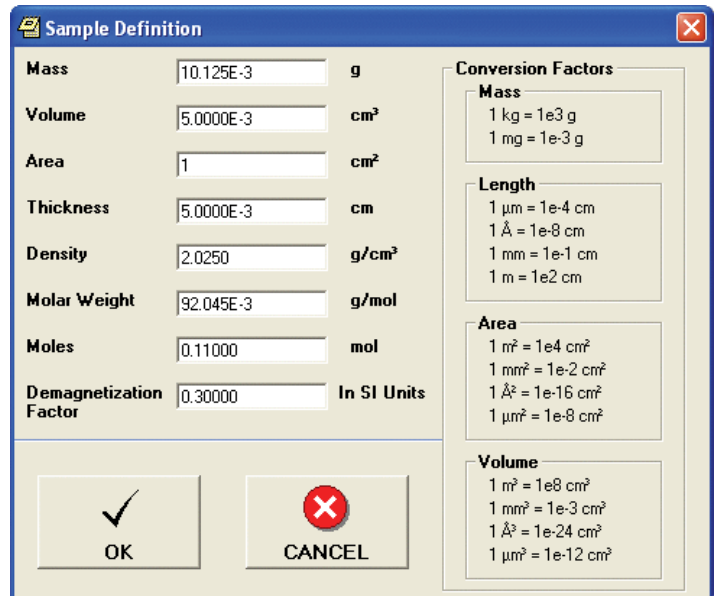 Sample Definition
Mass 10.125E-3 g
Volume 5.0000E-3 cm³
Area 1 cm²
Thickness 5.0000E-3 cm
Density 2.0250 g/cm³
Molar Weight 92.045E-3 g/mol
Moles 0.11000 mol
Demagnetization Factor 0.30000 In SI Units
OK
CANCEL
Conversion Factors
Mass
1 kg = 1e3 g
1 mg = 1e-3 g
Length
1 µm = 1e-4 cm
1 Å = 1e-8 cm
1 mm = 1e-1 cm
1 m = 1e2 cm
Area
1 m² = 1e4 cm²
1 mm² = 1e-2 cm²
1 Å² = 1e-16 cm²
1 µm² = 1e-8 cm²
Volume
1 m³ = 1e8 cm³
1 mm³ = 1e-3 cm³
1 Å³ = 1e-24 cm³
1 µm³ = 1e-12 cm³